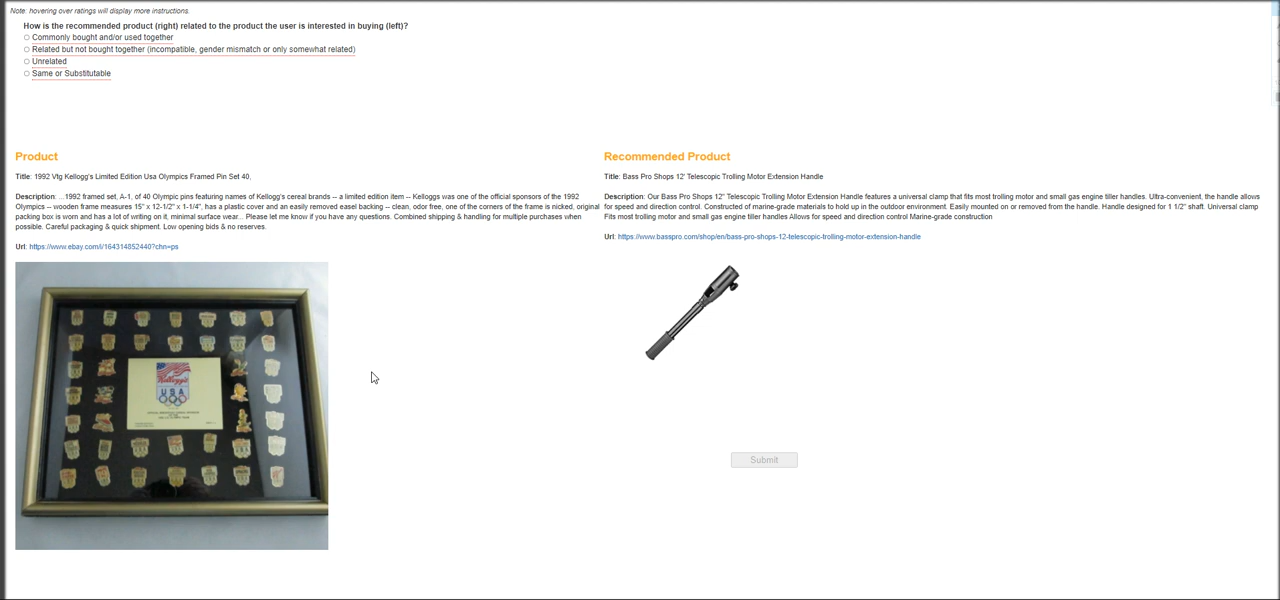 Note: hovering over ratings will display more instructions.
How is the recommended product (right) related to the product the user is interested in buying (left)?
Commonly bought and/or used together
Related but not bought together (incompatible, gender mismatch or only somewhat related)
Unrelated
Same or Substitutable
Product
Title: 1992 Vtg Kellogg's Limited Edition Usa Olympics Framed Pin Set 40.
Description: ...1992 framed set, A-1, of 40 Olympic pins featuring names of Kellogg's cereal brands -- a limited edition item -- Kelloggs was one of the official sponsors of the 1992
Olympics -- wooden frame measures 15" x 12-1/2" x 1-1/4", has a plastic cover and an easily removed easel backing -- clean, odor free, one of the corners of the frame is nicked, original
packing box is worn and has a lot of writing on it, minimal surface wear... Please let me know if you have any questions. Combined shipping & handling for multiple purchases when
possible. Careful packaging & quick shipment. Low opening bids & no reserves.
Url: https://www.ebay.com/i/164314852440?chn=ps
Kellogg's
USA
Recommended Product
Title: Bass Pro Shops 12' Telescopic Trolling Motor Extension Handle
Description: Our Bass Pro Shops 12" Telescopic Trolling Motor Extension Handle features a universal clamp that fits most trolling motor and small gas engine tiller handles. Ultra-convenient, the handle allows
for speed and direction control. Constructed of marine-grade materials to hold up in the outdoor environment. Easily mounted on or removed from the handle. Handle designed for 1 1/2" shaft. Universal clamp
Fits most trolling motor and small gas engine tiller handles Allows for speed and direction control Marine-grade construction
Url: https://www.basspro.com/shop/en/bass-pro-shops-12-telescopic-trolling-motor-extension-handle
Submit